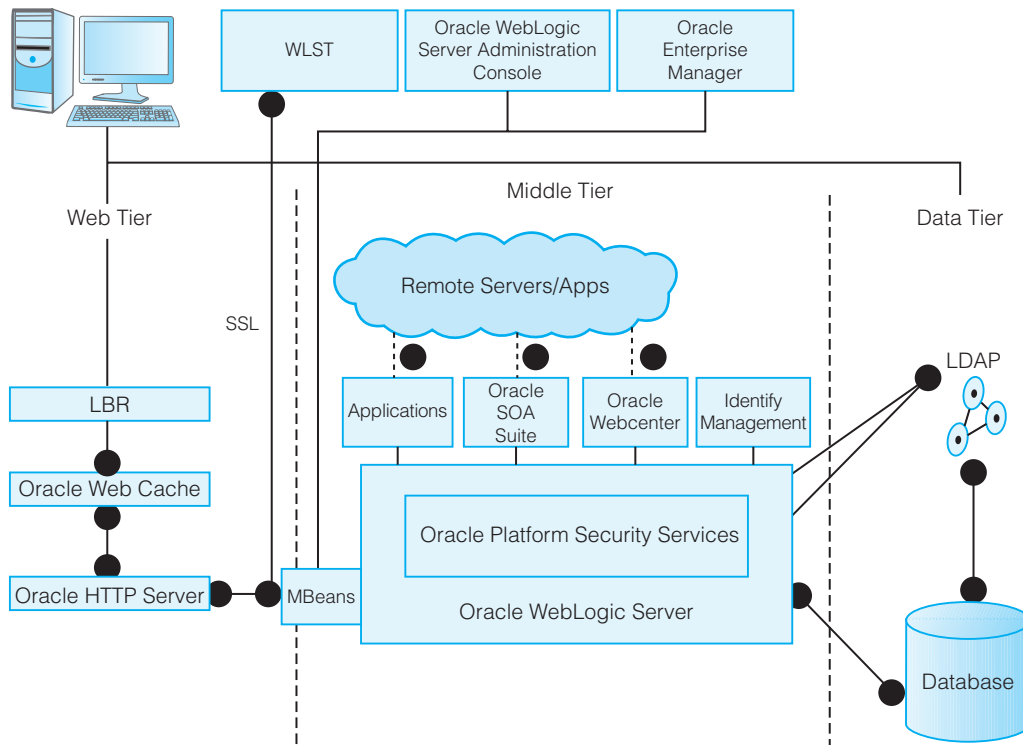 WLST
Oracle WebLogic
Server Administration
Console
Oracle
Enterprise
Manager
Web Tier
Middle Tier
Data Tier
Remote Servers/Apps
SSL
LDAP
LBR
Applications
Oracle
SOA
Suite
Oracle
Webcenter
Identify
Management
Oracle Web Cache
Oracle Platform Security Services
Oracle HTTP Server
MBeans
Oracle WebLogic Server
Database